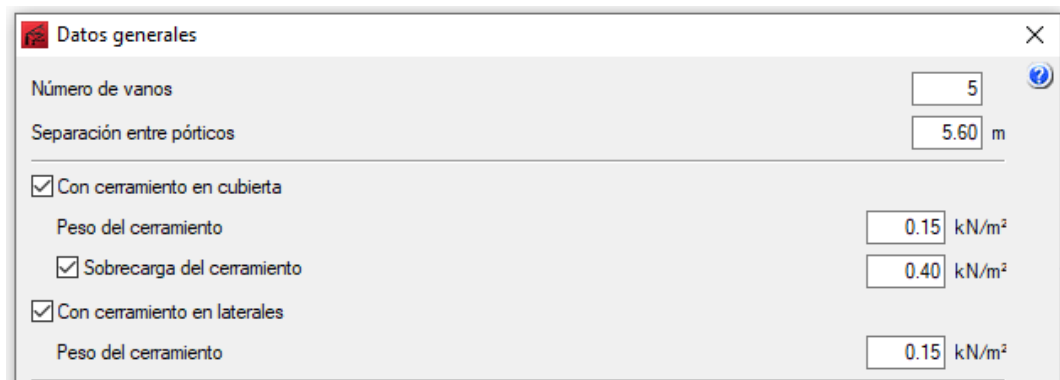 Datos generales
Número de vanos 5
Separación entre pórticos 5.60 m
Con cerramiento en cubierta
Peso del cerramiento 0.15 kN/m²
Sobrecarga del cerramiento 0.40 kN/m²
Con cerramiento en laterales
Peso del cerramiento 0.15 kN/m²